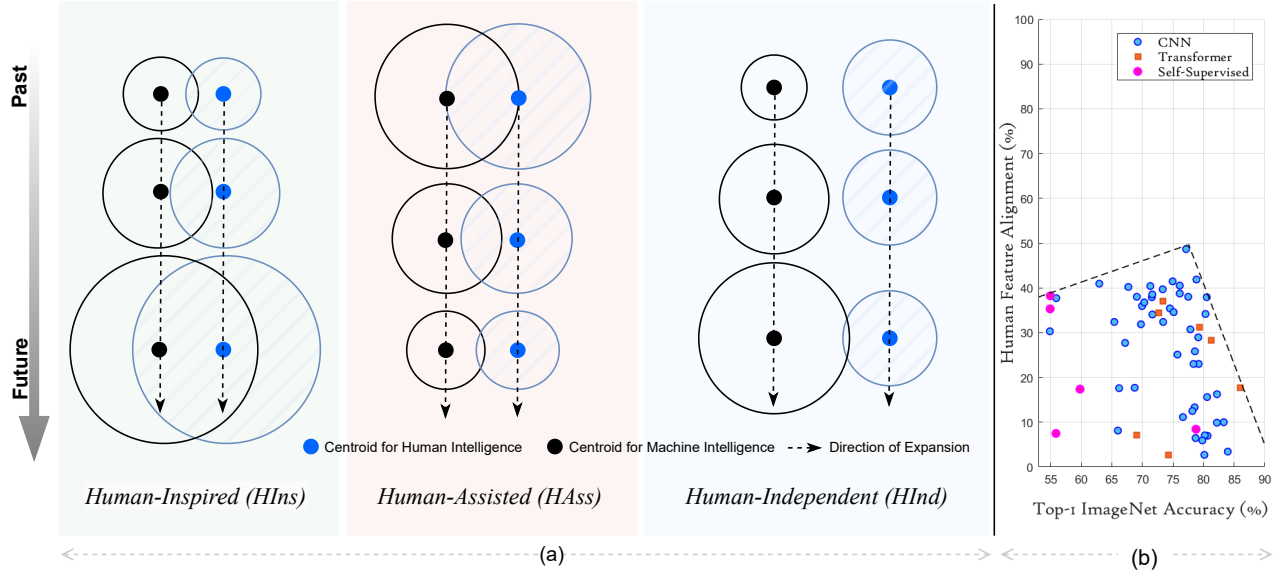 Past
Future
Centroid for Human Intelligence
Centroid for Machine Intelligence
Direction of Expansion
Human-Inspired (HIns)
Human-Assisted (HAss)
Human-Independent (HInd)
(a)
CNN
Transformer
Self-Supervised
Human Feature Alignment (%)
100
90
80
70
60
50
40
30
20
10
0
55 60 65 70 75 80 85 90
Top-1 ImageNet Accuracy (%)
(b)